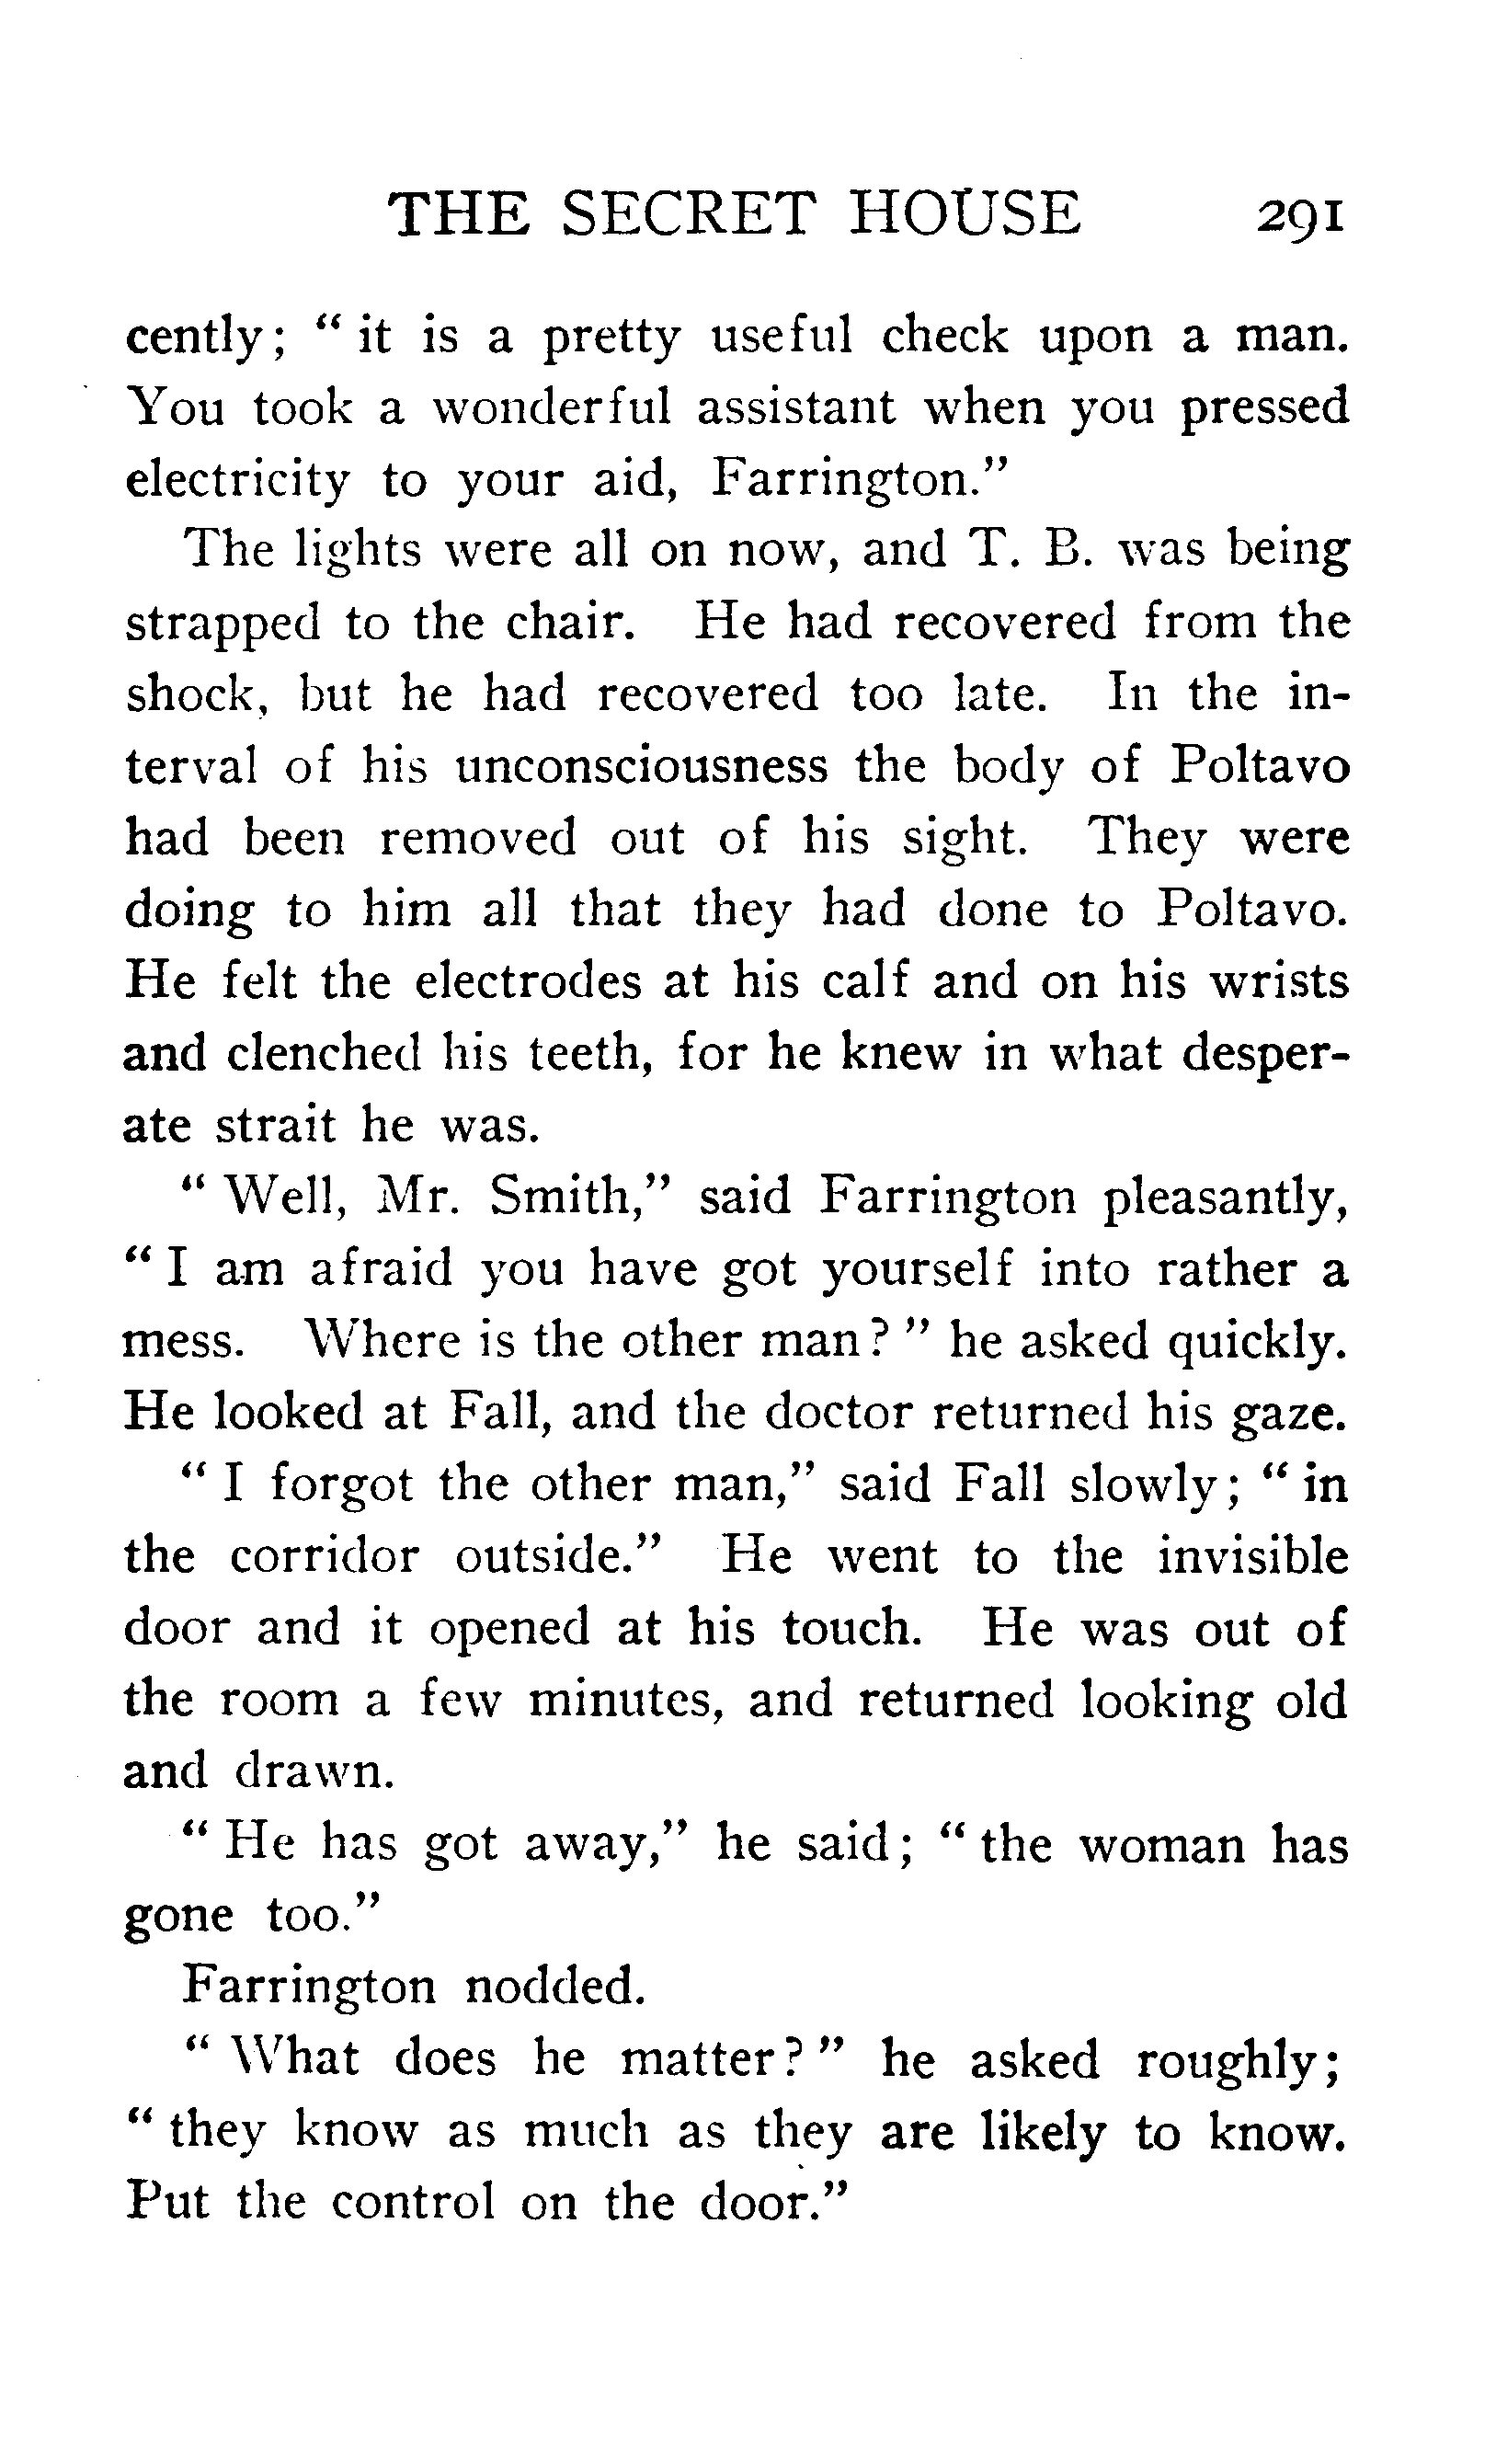 THE SECRET HOUSE 291
cently; “ it is a pretty useful check upon a man.
You took a wonderful assistant when you pressed
electricity to your aid, Farrington.”
The lights were all on now, and T. B. was being
strapped to the chair. He had recovered from the
shock, but he had recovered too late. In the in-
terval of his unconsciousness the body of Poltavo
had been removed out of his sight. They were
doing to him all that they had done to Poltavo.
He felt the electrodes at his calf and on his wrists
and clenched his teeth, for he knew in what desper-
ate strait he was.
“ Well, Mr. Smith,” said Farrington pleasantly,
“ I am afraid you have got yourself into rather a
mess. Where is the other man? ” he asked quickly.
He looked at Fall, and the doctor returned his gaze.
“ I forgot the other man,” said Fall slowly; “ in
the corridor outside.” He went to the invisible
door and it opened at his touch. He was out of
the room a few minutes, and returned looking old
and drawn.
“ He has got away,” he said; “ the woman has
gone too.”
Farrington nodded.
“ What does he matter? ” he asked roughly;
“ they know as much as they are likely to know.
Put the control on the door.”